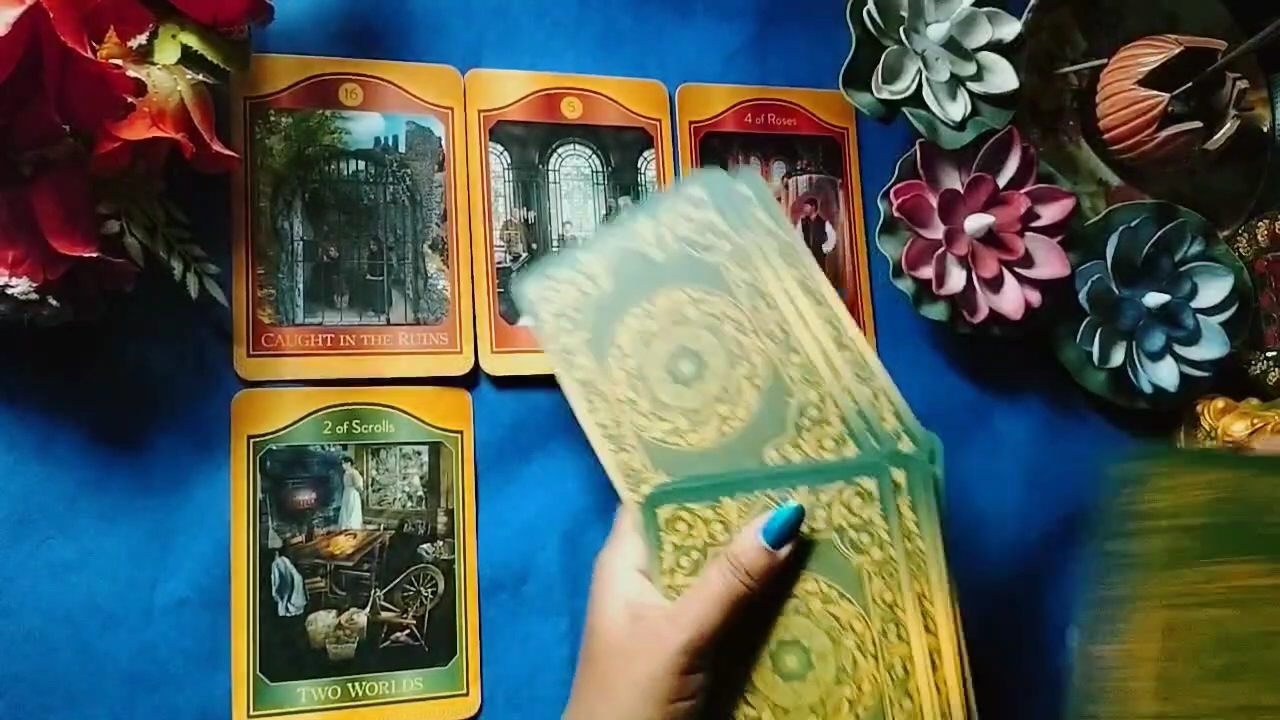 16
5
4 of Roses
CAUGHT IN THE RUINS
2 of Scrolls
TWO WORLDS